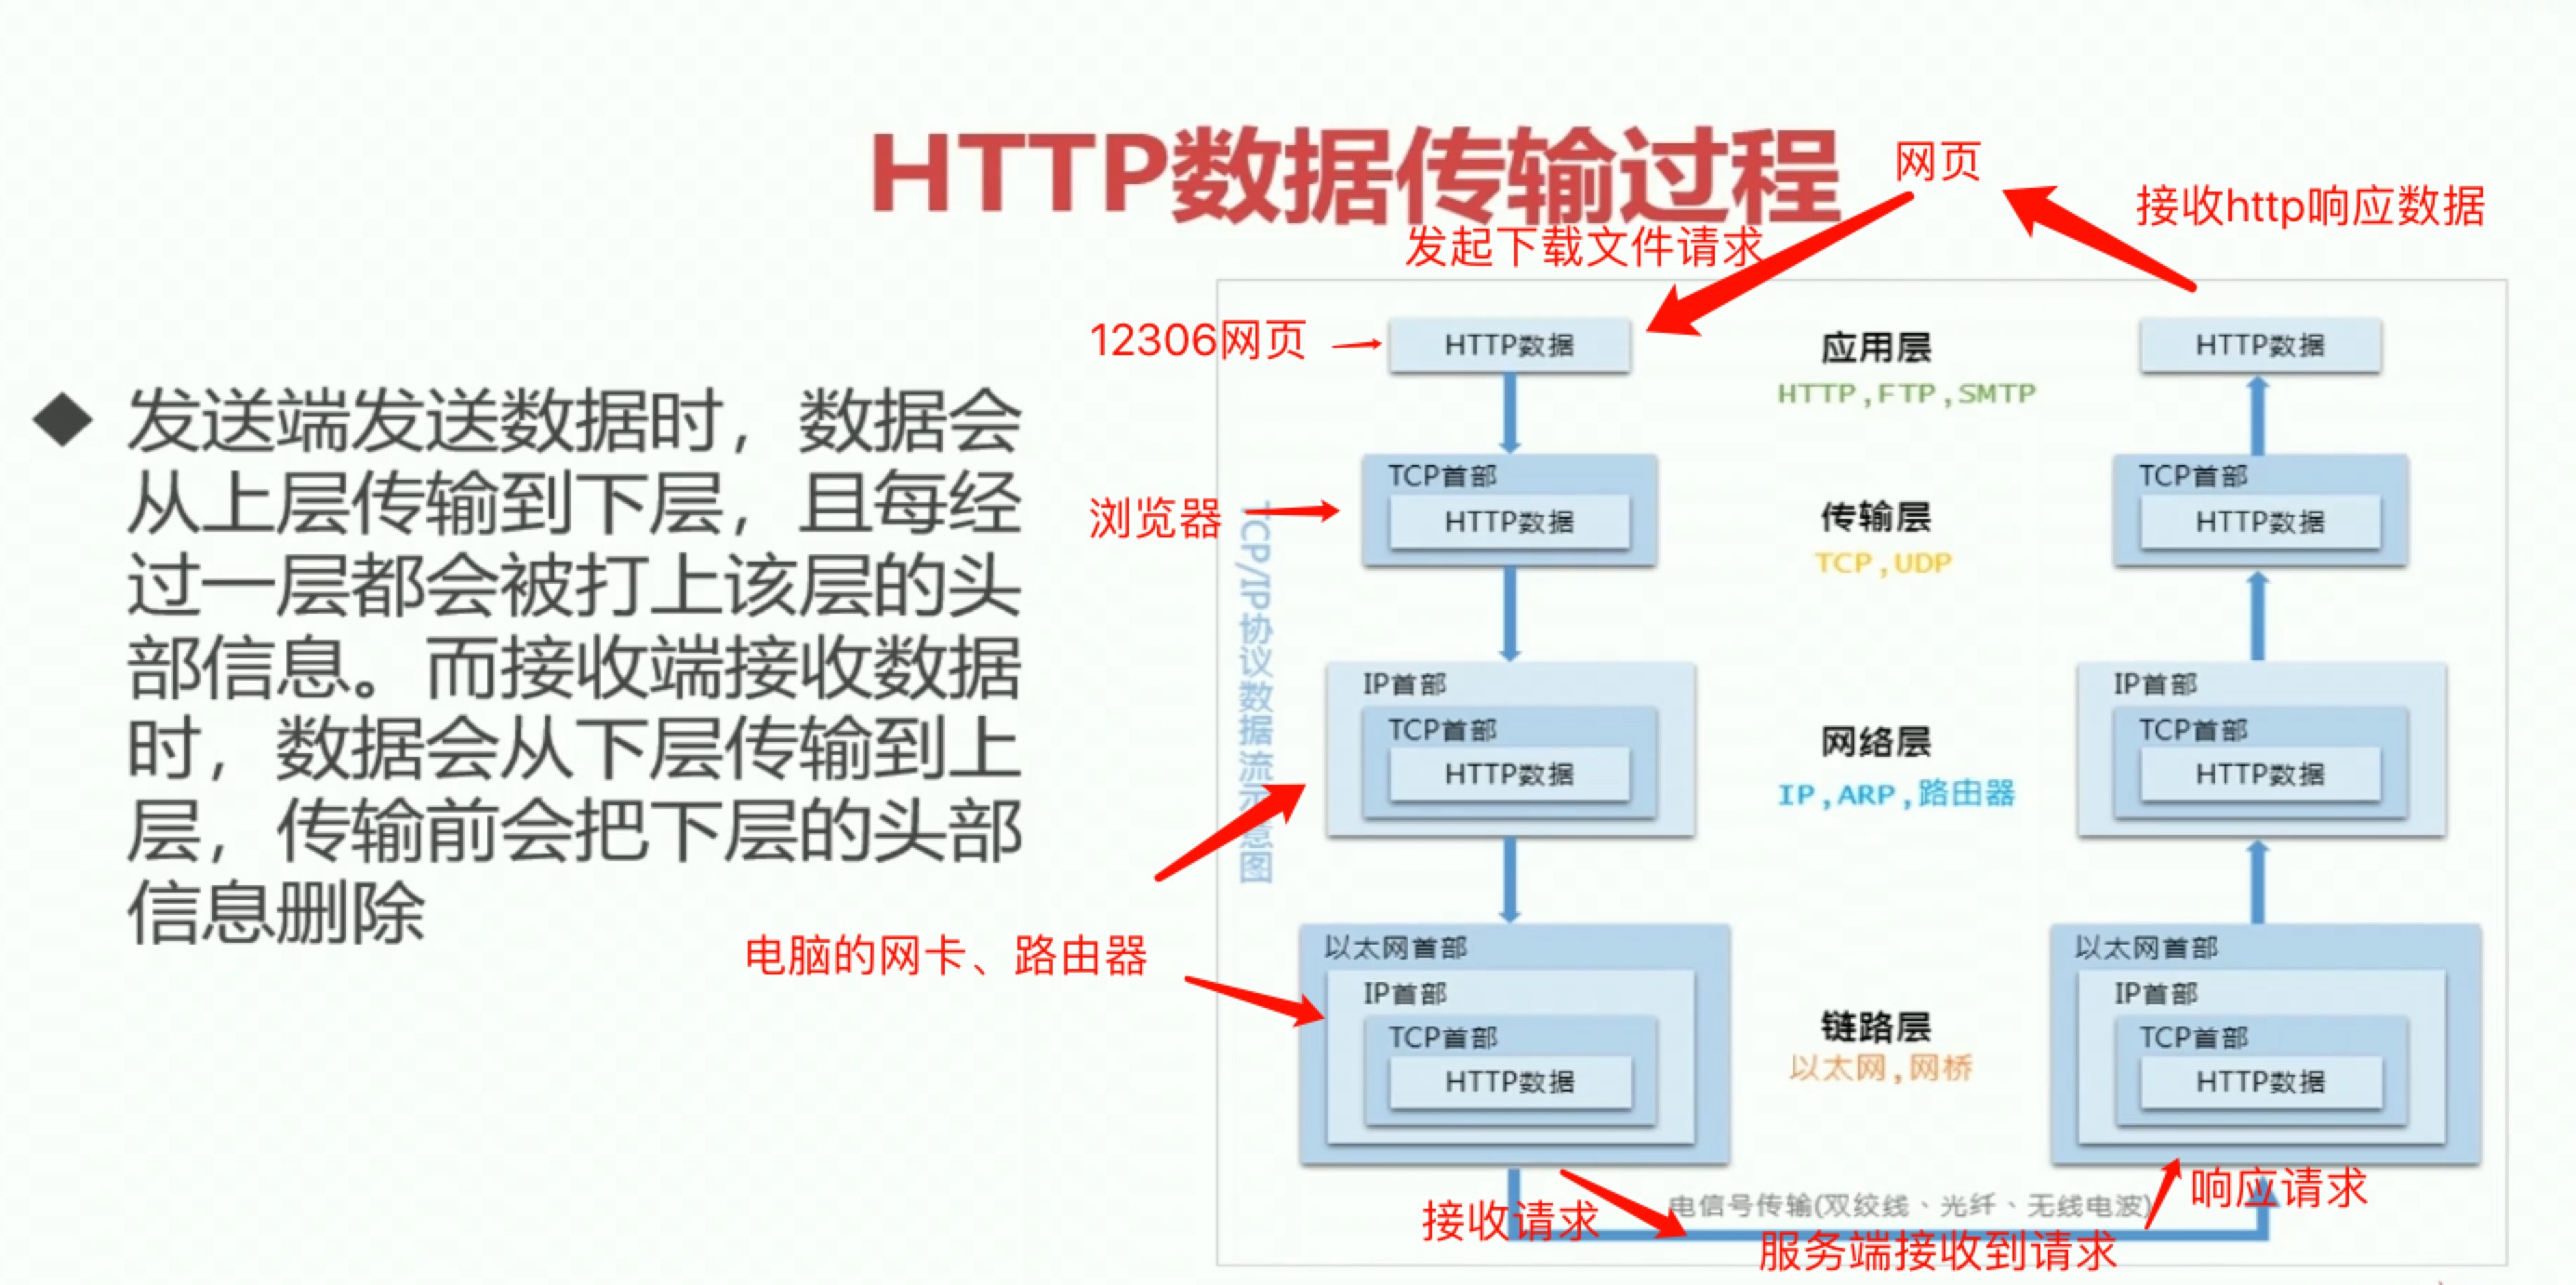 HTTP数据传输过程
网页
接收http响应数据
发起下载文件请求
◆ 发送端发送数据时，数据会
从上层传输到下层，且每经
过一层都会被打上该层的头
部信息。而接收端接收数据
时，数据会从下层传输到上
层，传输前会把下层的头部
信息删除
12306网页
浏览器
电脑的网卡、路由器
TCP/IP协议数据流示意图
HTTP数据
应用层
HTTP数据
HTTP,FTP,SMTP
TCP首部
HTTP数据
传输层
TCP,UDP
TCP首部
HTTP数据
IP首部
TCP首部
HTTP数据
网络层
IP,ARP,路由器
IP首部
TCP首部
HTTP数据
以太网首部
IP首部
TCP首部
HTTP数据
链路层
以太网,网桥
以太网首部
IP首部
TCP首部
HTTP数据
电信号传输(双绞线、光纤、无线电波)
接收请求
服务端接收到请求
响应请求